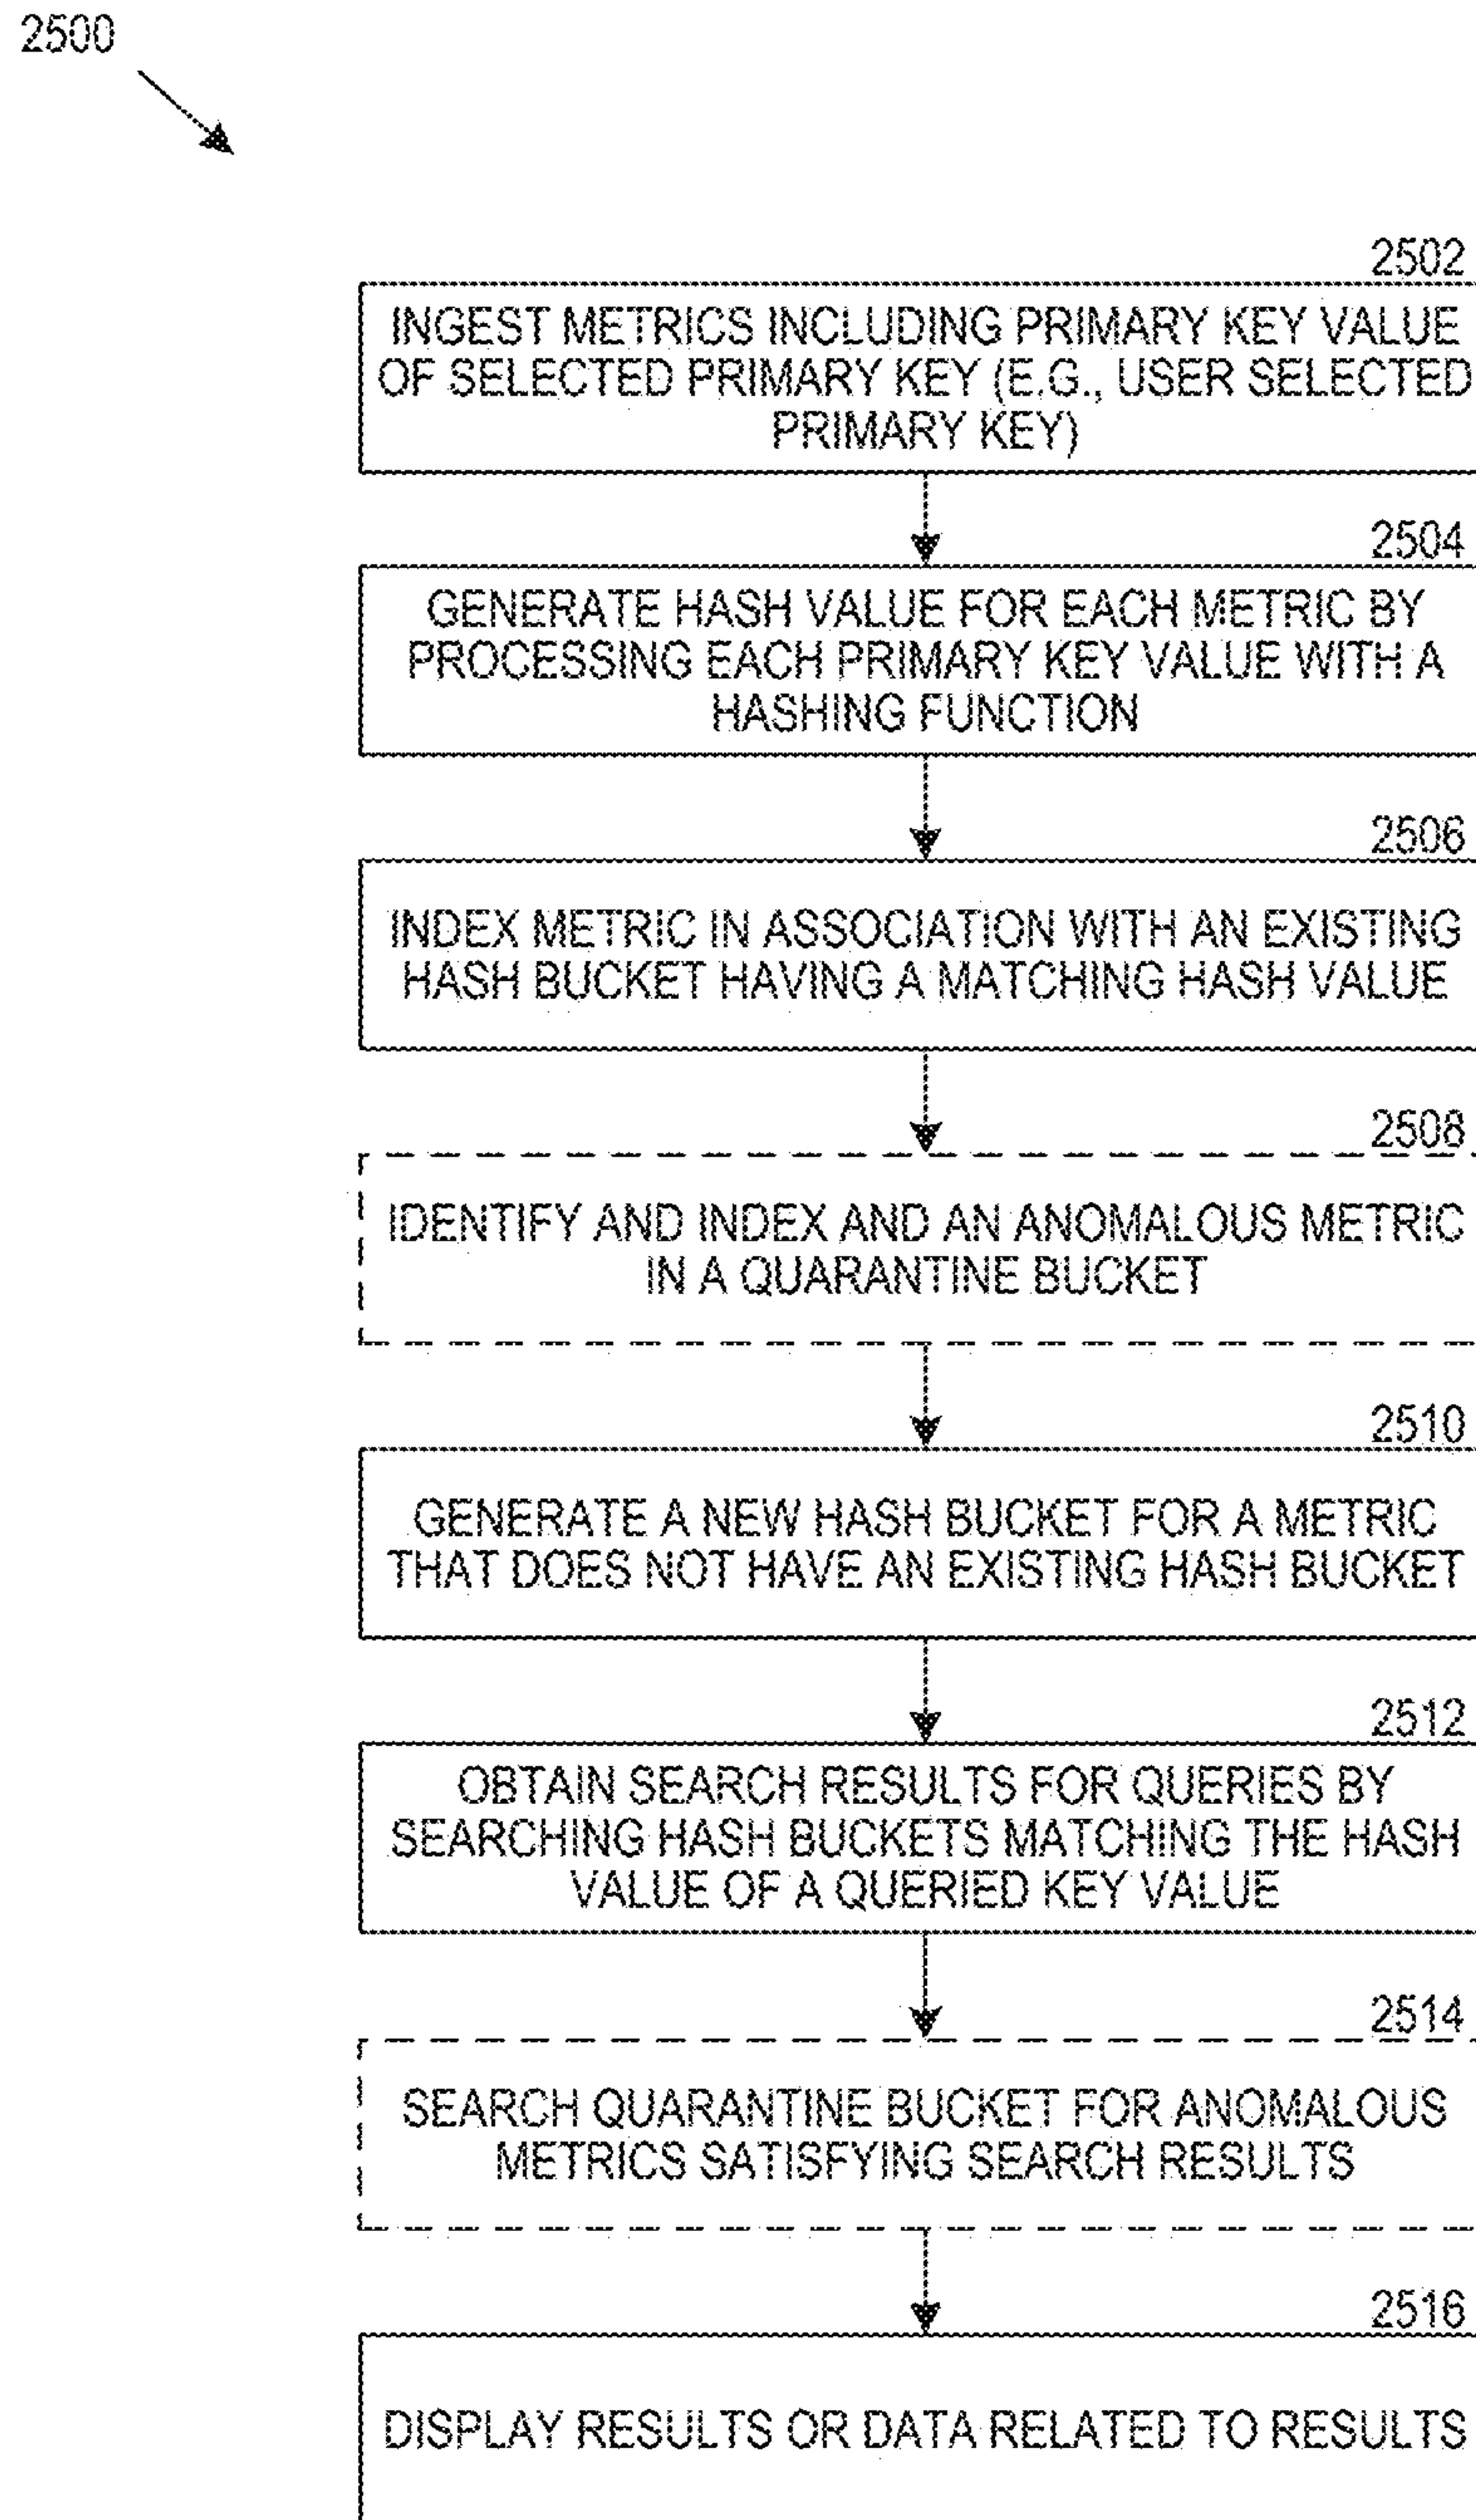 2500
2502
INGEST METRICS INCLUDING PRIMARY KEY VALUE
OF SELECTED PRIMARY KEY (E.G., USER SELECTED
PRIMARY KEY)
2504
GENERATE HASH VALUE FOR EACH METRIC BY
PROCESSING EACH PRIMARY KEY VALUE WITH A
HASHING FUNCTION
2506
INDEX METRIC IN ASSOCIATION WITH AN EXISTING
HASH BUCKET HAVING A MATCHING HASH VALUE
2508
IDENTIFY AND INDEX AND AN ANOMALOUS METRIC
IN A QUARANTINE BUCKET
2510
GENERATE A NEW HASH BUCKET FOR A METRIC
THAT DOES NOT HAVE AN EXISTING HASH BUCKET
2512
OBTAIN SEARCH RESULTS FOR QUERIES BY
SEARCHING HASH BUCKETS MATCHING THE HASH
VALUE OF A QUERIED KEY VALUE
2514
SEARCH QUARANTINE BUCKET FOR ANOMALOUS
METRICS SATISFYING SEARCH RESULTS
2516
DISPLAY RESULTS OR DATA RELATED TO RESULTS